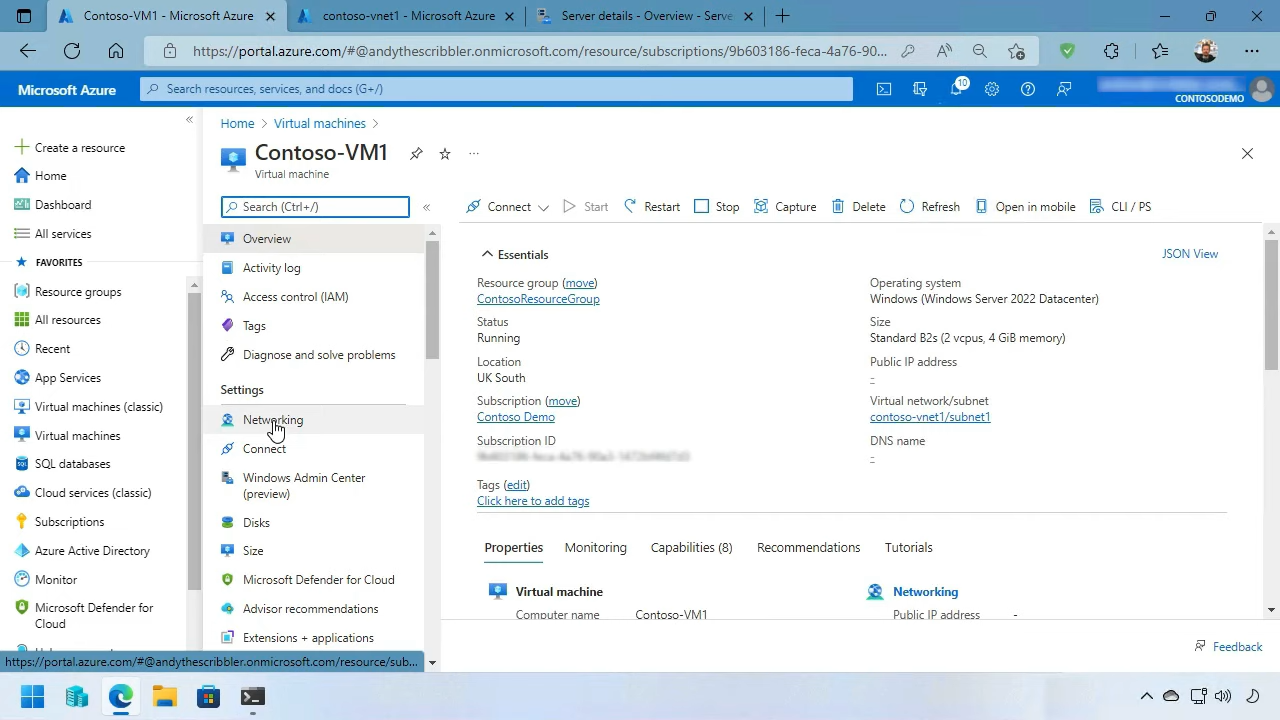 Contoso-VM1 - Microsoft Azure
contoso-vnet1 - Microsoft Azure
Server details - Overview - Serve
https://portal.azure.com/#@andythescribbler.onmicrosoft.com/resource/subscriptions/9b603186-feca-4a76-90...
Microsoft Azure
Search resources, services, and docs (G+/)
10
CONTOSODEMO
Create a resource
Home
Dashboard
All services
FAVORITES
Resource groups
All resources
Recent
App Services
Virtual machines (classic)
Virtual machines
SQL databases
Cloud services (classic)
Subscriptions
Azure Active Directory
Monitor
Microsoft Defender for
Cloud
Home > Virtual machines >
Contoso-VM1
Virtual machine
Search (Ctrl+/)
Overview
Activity log
Access control (IAM)
Tags
Diagnose and solve problems
Settings
Networking
Connect
Windows Admin Center
(preview)
Disks
Size
Microsoft Defender for Cloud
Advisor recommendations
Extensions + applications
Connect
Start
Restart
Stop
Capture
Delete
Refresh
Open in mobile
CLI / PS
Essentials
JSON View
Resource group (move)
ContosoResourceGroup
Status
Running
Location
UK South
Subscription (move)
Contoso Demo
Subscription ID
Tags (edit)
Click here to add tags
Operating system
Windows (Windows Server 2022 Datacenter)
Size
Standard B2s (2 vcpus, 4 GiB memory)
Public IP address
-
Virtual network/subnet
contoso-vnet1/subnet1
DNS name
-
Properties
Monitoring
Capabilities (8)
Recommendations
Tutorials
Virtual machine
Computer name Contoso-VM1
Networking
Public IP address -
Feedback
https://portal.azure.com/#@andythescribbler.onmicrosoft.com/resource/sub...